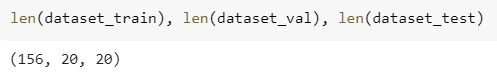 len(dataset_train), len(dataset_val), len(dataset_test)
(156, 20, 20)